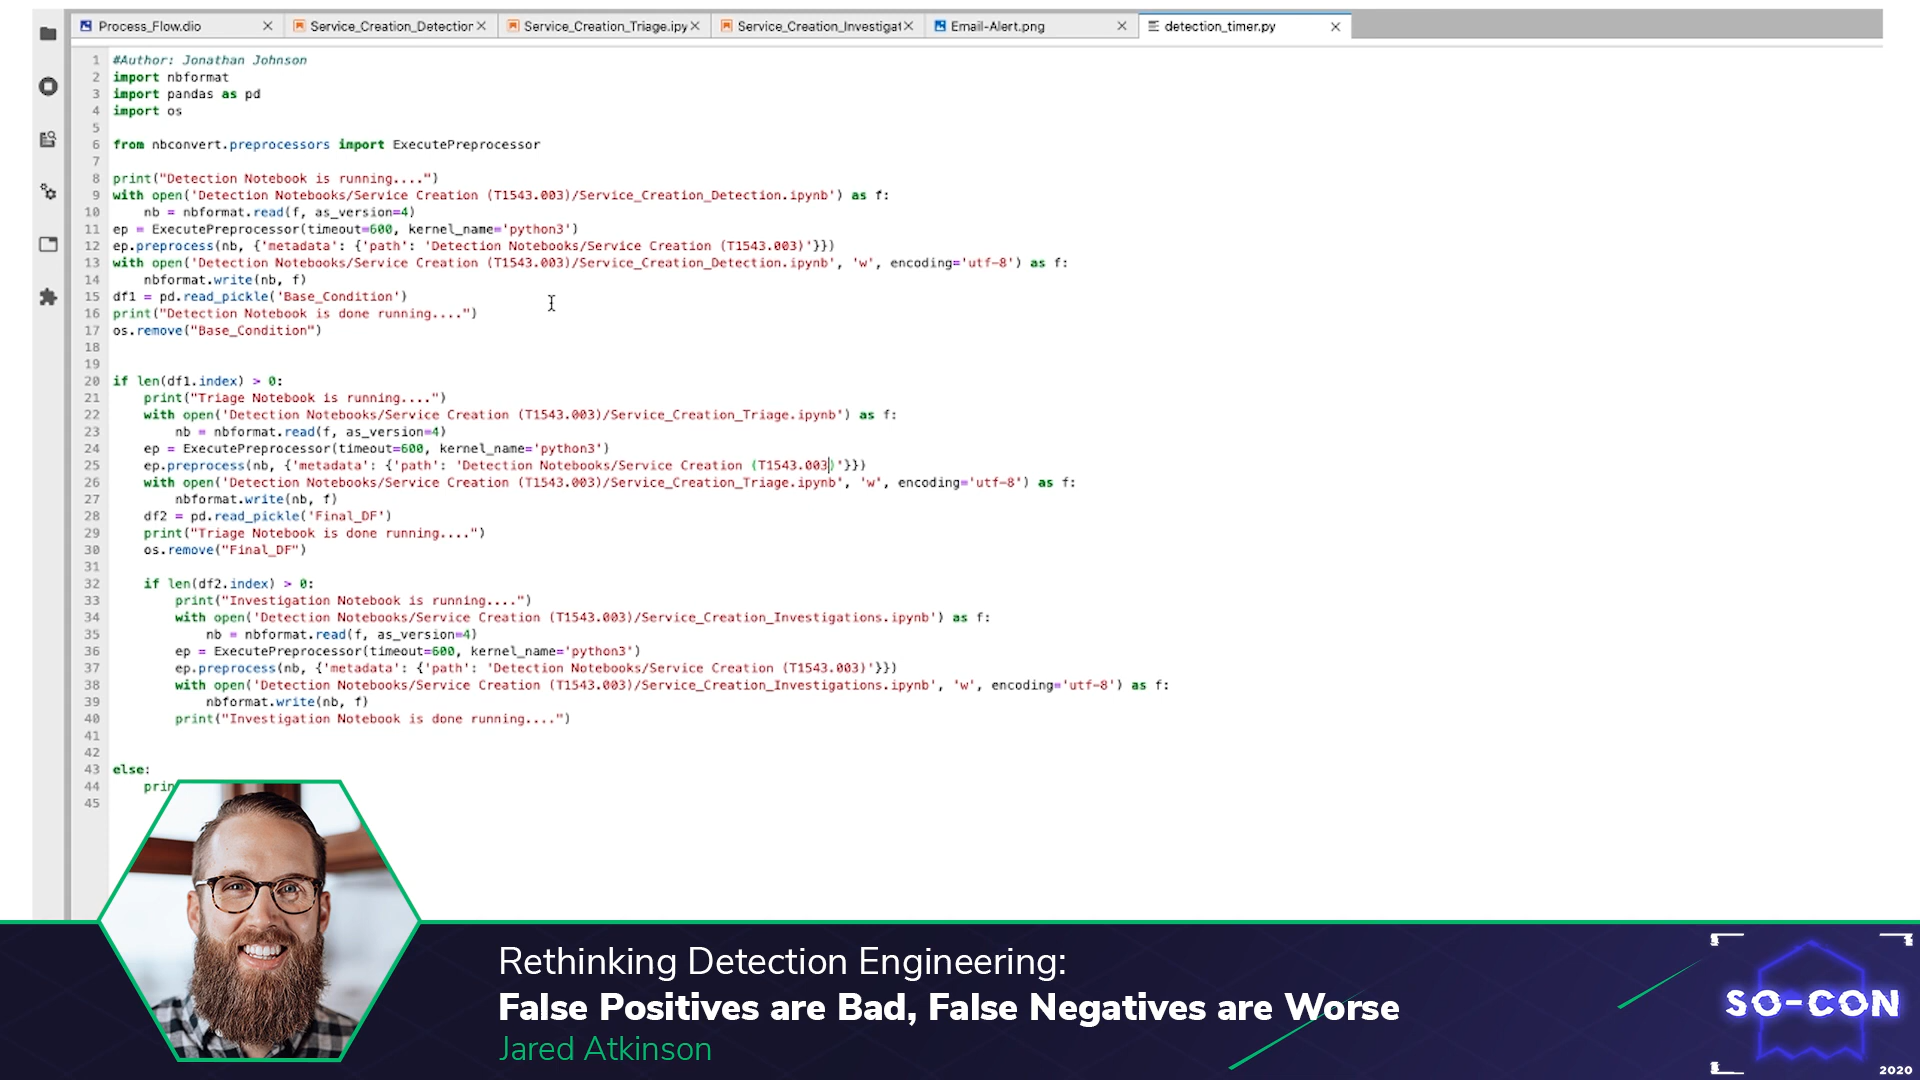 Process_Flow.dio
Service_Creation_Detection
Service_Creation_Triage.ipy
Service_Creation_Investigat
Email-Alert.png
detection_timer.py
1 #Author: Jonathan Johnson
2 import nbformat
3 import pandas as pd
4 import os
5
6 from nbconvert.preprocessors import ExecutePreprocessor
7
8 print("Detection Notebook is running....")
9 with open('Detection Notebooks/Service Creation (T1543.003)/Service_Creation_Detection.ipynb') as f:
10     nb = nbformat.read(f, as_version=4)
11 ep = ExecutePreprocessor(timeout=600, kernel_name='python3')
12 ep.preprocess(nb, {'metadata': {'path': 'Detection Notebooks/Service Creation (T1543.003)'}})
13 with open('Detection Notebooks/Service Creation (T1543.003)/Service_Creation_Detection.ipynb', 'w', encoding='utf-8') as f:
14     nbformat.write(nb, f)
15 df1 = pd.read_pickle('Base_Condition')
16 print("Detection Notebook is done running....")
17 os.remove("Base_Condition")
18
19
20 if len(df1.index) > 0:
21     print("Triage Notebook is running....")
22     with open('Detection Notebooks/Service Creation (T1543.003)/Service_Creation_Triage.ipynb') as f:
23         nb = nbformat.read(f, as_version=4)
24     ep = ExecutePreprocessor(timeout=600, kernel_name='python3')
25     ep.preprocess(nb, {'metadata': {'path': 'Detection Notebooks/Service Creation (T1543.003)'}})
26     with open('Detection Notebooks/Service Creation (T1543.003)/Service_Creation_Triage.ipynb', 'w', encoding='utf-8') as f:
27         nbformat.write(nb, f)
28     df2 = pd.read_pickle('Final_DF')
29     print("Triage Notebook is done running....")
30     os.remove("Final_DF")
31
32     if len(df2.index) > 0:
33         print("Investigation Notebook is running....")
34         with open('Detection Notebooks/Service Creation (T1543.003)/Service_Creation_Investigations.ipynb') as f:
35             nb = nbformat.read(f, as_version=4)
36         ep = ExecutePreprocessor(timeout=600, kernel_name='python3')
37         ep.preprocess(nb, {'metadata': {'path': 'Detection Notebooks/Service Creation (T1543.003)'}})
38         with open('Detection Notebooks/Service Creation (T1543.003)/Service_Creation_Investigations.ipynb', 'w', encoding='utf-8') as f:
39             nbformat.write(nb, f)
40         print("Investigation Notebook is done running....")
41
42
43 else:
44     prin
45
Rethinking Detection Engineering:
False Positives are Bad, False Negatives are Worse
Jared Atkinson
SO-CON
2020